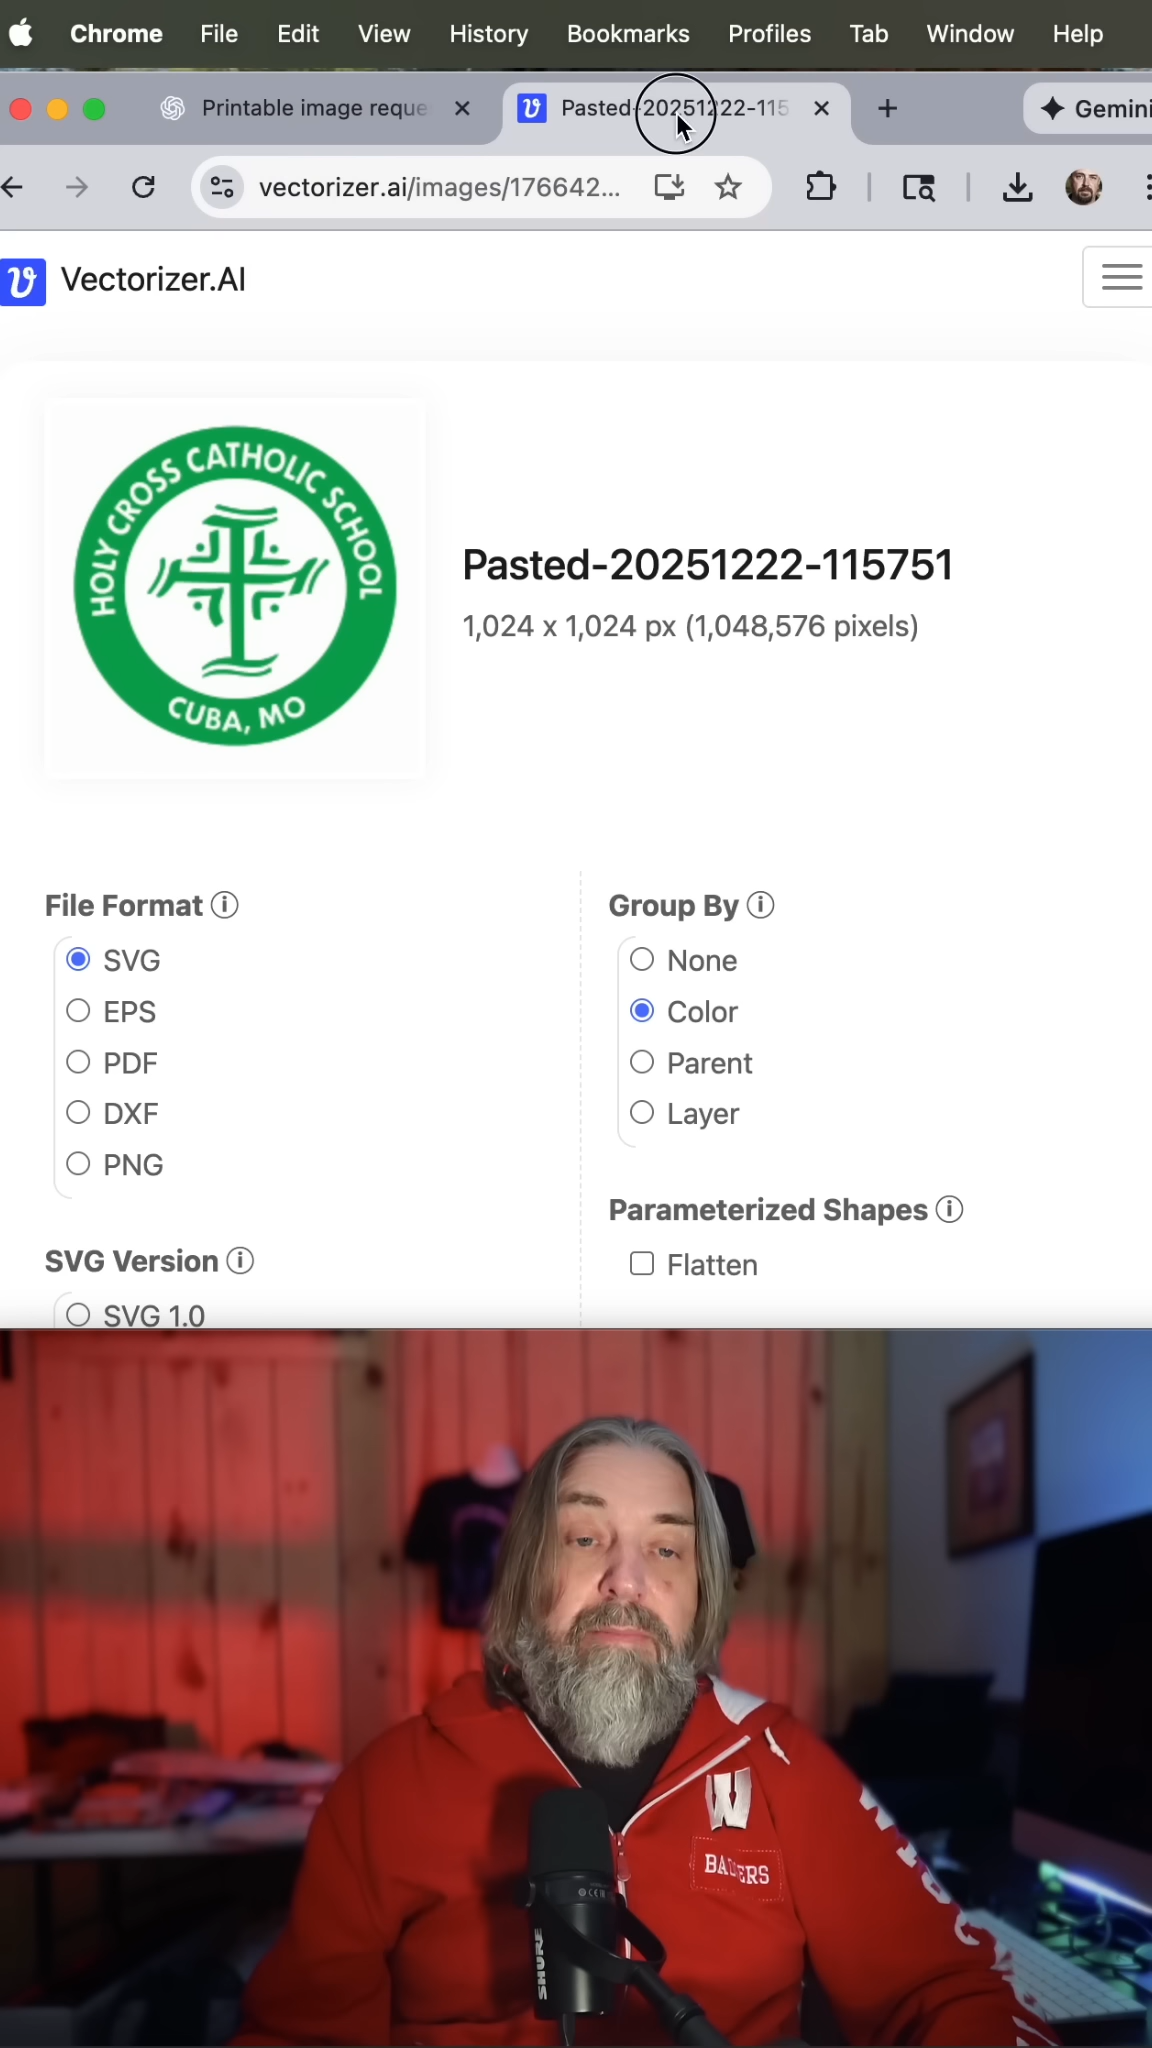 Chrome File Edit View History Bookmarks Profiles Tab Window Help
Printable image reque
Pasted-20251222-115
Gemini
vectorizer.ai/images/176642...
Vectorizer.AI
HOLY CROSS CATHOLIC SCHOOL
CUBA, MO
Pasted-20251222-115751
1,024 x 1,024 px (1,048,576 pixels)
File Format
SVG
EPS
PDF
DXF
PNG
SVG Version
SVG 1.0
Group By
None
Color
Parent
Layer
Parameterized Shapes
Flatten
W
SHURE